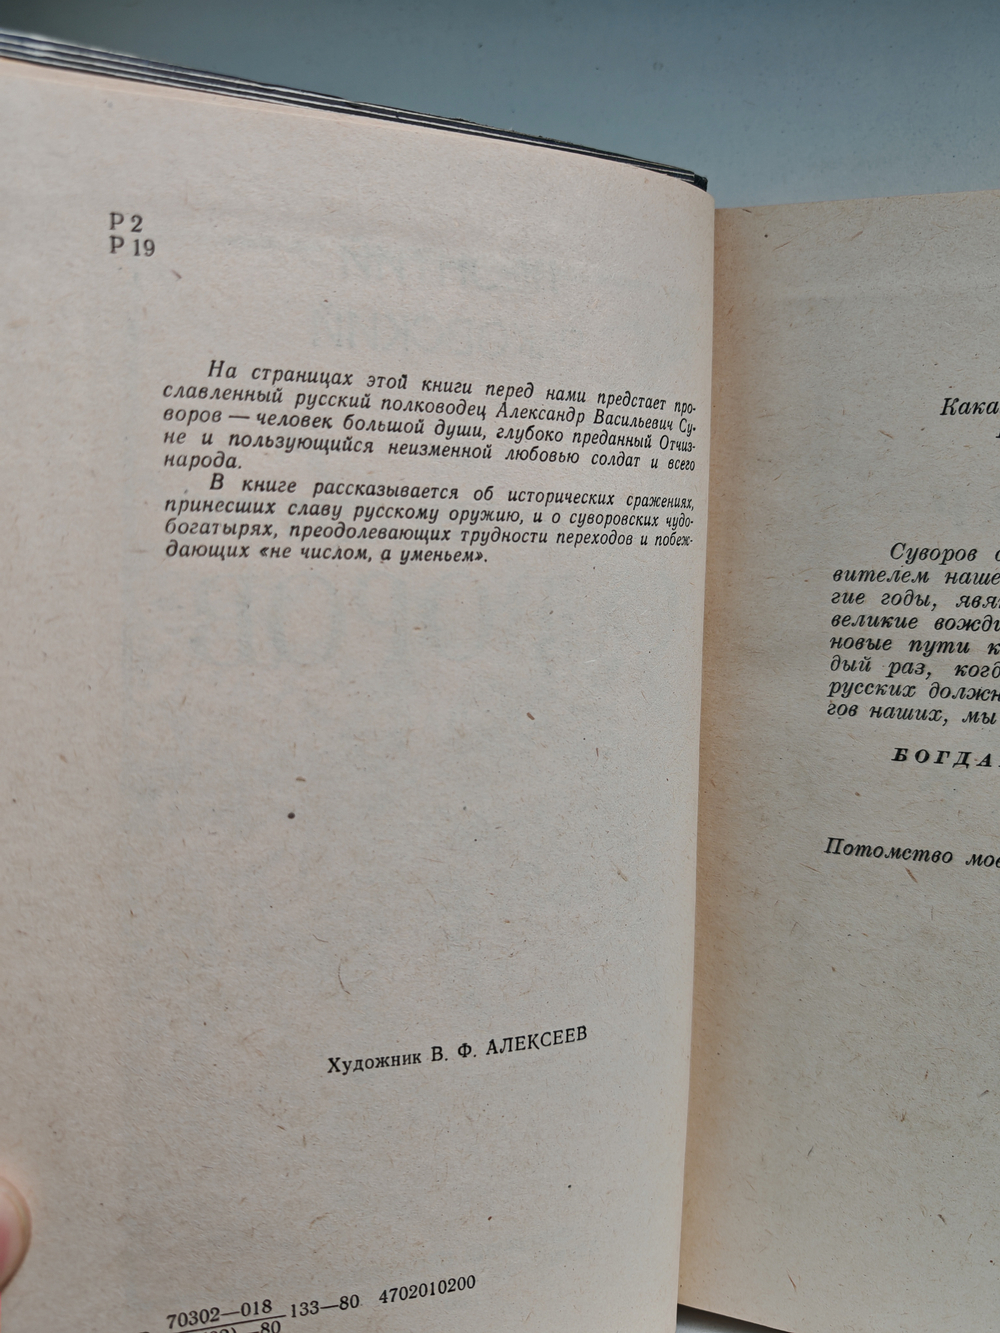 Р 2
Р 19
На страницах этой книги перед нами предстает про-
славленный русский полководец Александр Васильевич Су-
воров — человек большой души, глубоко преданный Отчиз-
не и пользующийся неизменной любовью солдат и всего
народа.
В книге рассказывается об исторических сражениях,
принесших славу русскому оружию, и о суворовских чудо-
богатырях, преодолевающих трудности переходов и побеж-
дающих «не числом, а уменьем».
Художник В. Ф. АЛЕКСЕЕВ
70302—018 133—80 4702010200
—80
Кака
Суворов
вителем наше
гие годы, явя
великие вожди
новые пути к
дый раз, когд
русских должн
гов наших, мы
БОГДА
Потомство мое